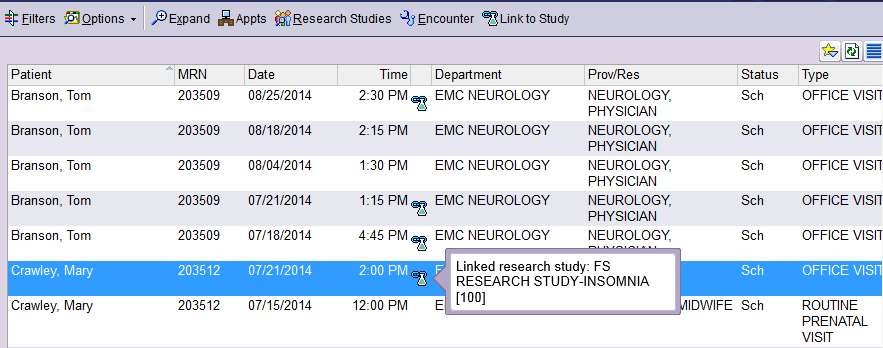 Filters Options Expand Appts Research Studies Encounter Link to Study
Patient MRN Date Time Department Prov/Res Status Type
Branson, Tom 203509 08/25/2014 2:30 PM EMC NEUROLOGY NEUROLOGY, Sch OFFICE VISIT
PHYSICIAN
Branson, Tom 203509 08/18/2014 2:15 PM EMC NEUROLOGY NEUROLOGY, Sch OFFICE VISIT
PHYSICIAN
Branson, Tom 203509 08/04/2014 1:30 PM EMC NEUROLOGY NEUROLOGY, Sch OFFICE VISIT
PHYSICIAN
Branson, Tom 203509 07/21/2014 1:15 PM EMC NEUROLOGY NEUROLOGY, Sch OFFICE VISIT
PHYSICIAN
Branson, Tom 203509 07/18/2014 4:45 PM EMC NEUROLOGY NEUROLOGY, Sch OFFICE VISIT
PHYSICIAN
Crawley, Mary 203512 07/21/2014 2:00 PM Sch OFFICE VISIT
Linked research study: FS
RESEARCH STUDY-INSOMNIA
[100]
Crawley, Mary 203512 07/15/2014 12:00 PM MIDWIFE Sch ROUTINE
PRENATAL
VISIT